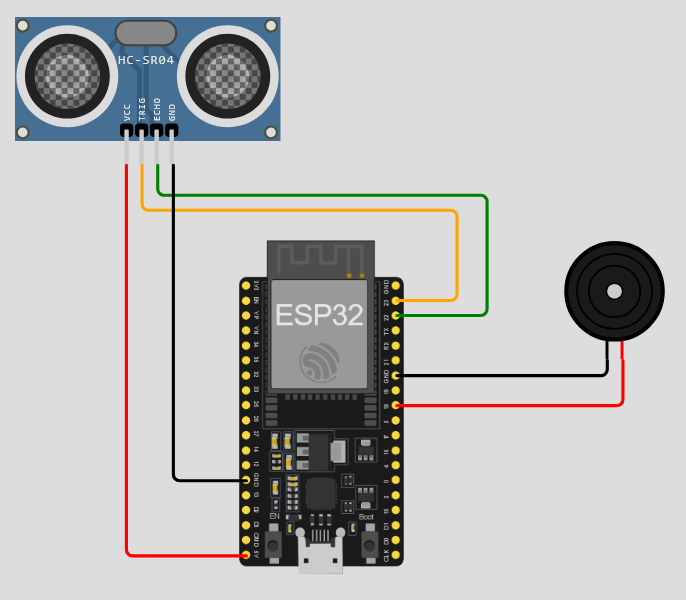 HC-SR04
VCC
TRIG
ECHO
GND
ESP32
3V3
EN
VP
VN
34
35
32
33
25
26
27
14
12
GND
13
D2
D3
CMD
5V
GND
23
22
TX
RX
21
GND
19
18
5
17
16
4
0
2
15
D1
D0
CLK
EN
Boot